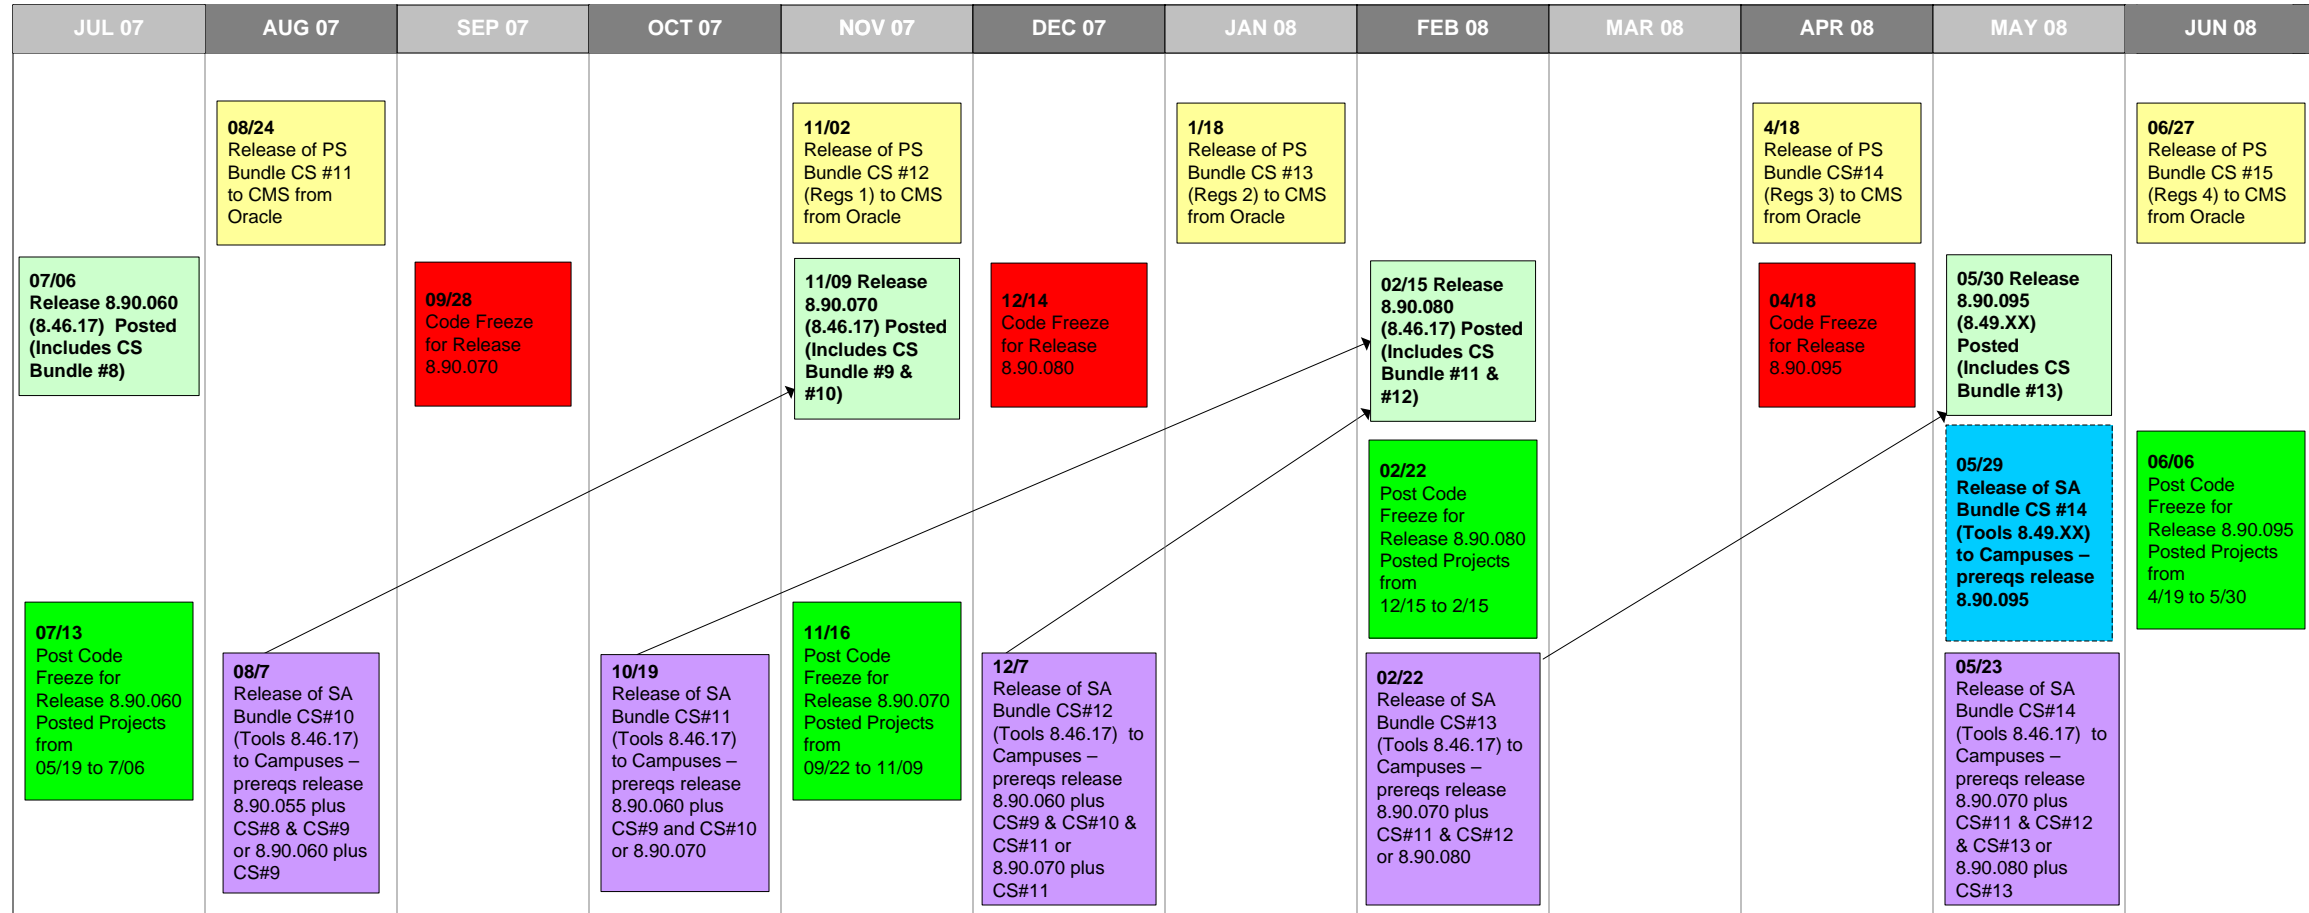 JUL 07
AUG 07
SEP 07
OCT 07
NOV 07
DEC 07
JAN 08
FEB 08
MAR 08
APR 08
MAY 08
JUN 08
08/24
Release of PS
Bundle CS #11
to CMS from
Oracle
11/02
Release of PS
Bundle CS #12
(Regs 1) to CMS
from Oracle
1/18
Release of PS
Bundle CS #13
(Regs 2) to CMS
from Oracle
4/18
Release of PS
Bundle CS#14
(Regs 3) to CMS
from Oracle
06/27
Release of PS
Bundle CS #15
(Regs 4) to CMS
from Oracle
07/06
Release 8.90.060
(8.46.17) Posted
(Includes CS
Bundle #8)
09/28
Code Freeze
for Release
8.90.070
11/09 Release
8.90.070
(8.46.17) Posted
(Includes CS
Bundle #9 &
#10)
12/14
Code Freeze
for Release
8.90.080
02/15 Release
8.90.080
(8.46.17) Posted
(Includes CS
Bundle #11 &
#12)
04/18
Code Freeze
for Release
8.90.095
05/30 Release
8.90.095
(8.49.XX)
Posted
(Includes CS
Bundle #13)
02/22
Post Code
Freeze for
Release 8.90.080
Posted Projects
from
12/15 to 2/15
05/29
Release of SA
Bundle CS #14
(Tools 8.49.XX)
to Campuses –
prereqs release
8.90.095
06/06
Post Code
Freeze for
Release 8.90.095
Posted Projects
from
4/19 to 5/30
07/13
Post Code
Freeze for
Release 8.90.060
Posted Projects
from
05/19 to 7/06
08/7
Release of SA
Bundle CS#10
(Tools 8.46.17)
to Campuses –
prereqs release
8.90.055 plus
CS#8 & CS#9
or 8.90.060 plus
CS#9
10/19
Release of SA
Bundle CS#11
(Tools 8.46.17)
to Campuses –
prereqs release
8.90.060 plus
CS#9 and CS#10
or 8.90.070
11/16
Post Code
Freeze for
Release 8.90.070
Posted Projects
from
09/22 to 11/09
12/7
Release of SA
Bundle CS#12
(Tools 8.46.17) to
Campuses –
prereqs release
8.90.060 plus
CS#9 & CS#10 &
CS#11 or
8.90.070 plus
CS#11
02/22
Release of SA
Bundle CS#13
(Tools 8.46.17) to
Campuses –
prereqs release
8.90.070 plus
CS#11 & CS#12
or 8.90.080
05/23
Release of SA
Bundle CS#14
(Tools 8.46.17) to
Campuses –
prereqs release
8.90.070 plus
CS#11 & CS#12
& CS#13 or
8.90.080 plus
CS#13